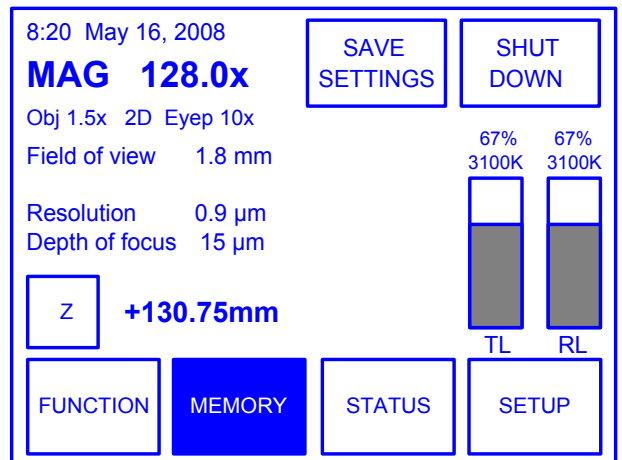 8:20 May 16, 2008
MAG 128.0x
SAVE
SETTINGS
SHUT
DOWN
Obj 1.5x 2D Eyep 10x
Field of view 1.8 mm
67% 67%
3100K 3100K
Resolution 0.9 µm
Depth of focus 15 µm
Z +130.75mm
TL RL
FUNCTION MEMORY STATUS SETUP